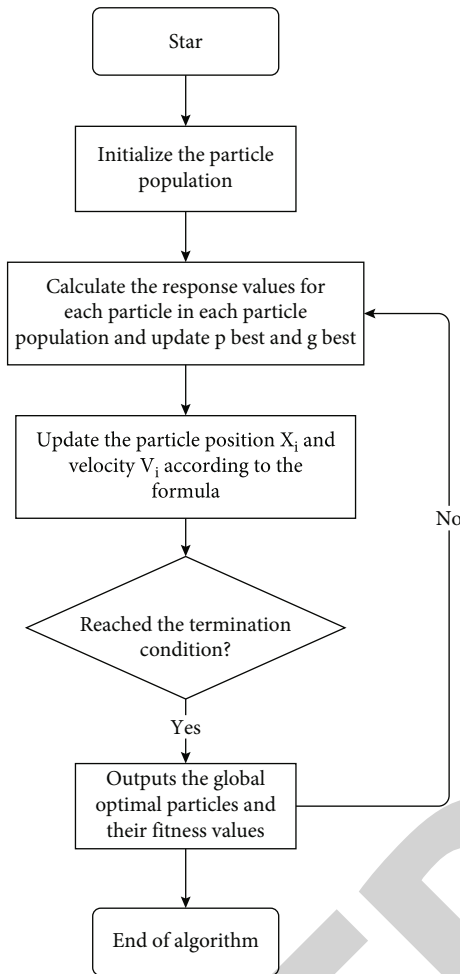 Star
Initialize the particle
population
Calculate the response values for
each particle in each particle
population and update p best and g best
Update the particle position Xi and
velocity Vi according to the
formula
No
Reached the termination
condition?
Yes
Outputs the global
optimal particles and
their fitness values
End of algorithm